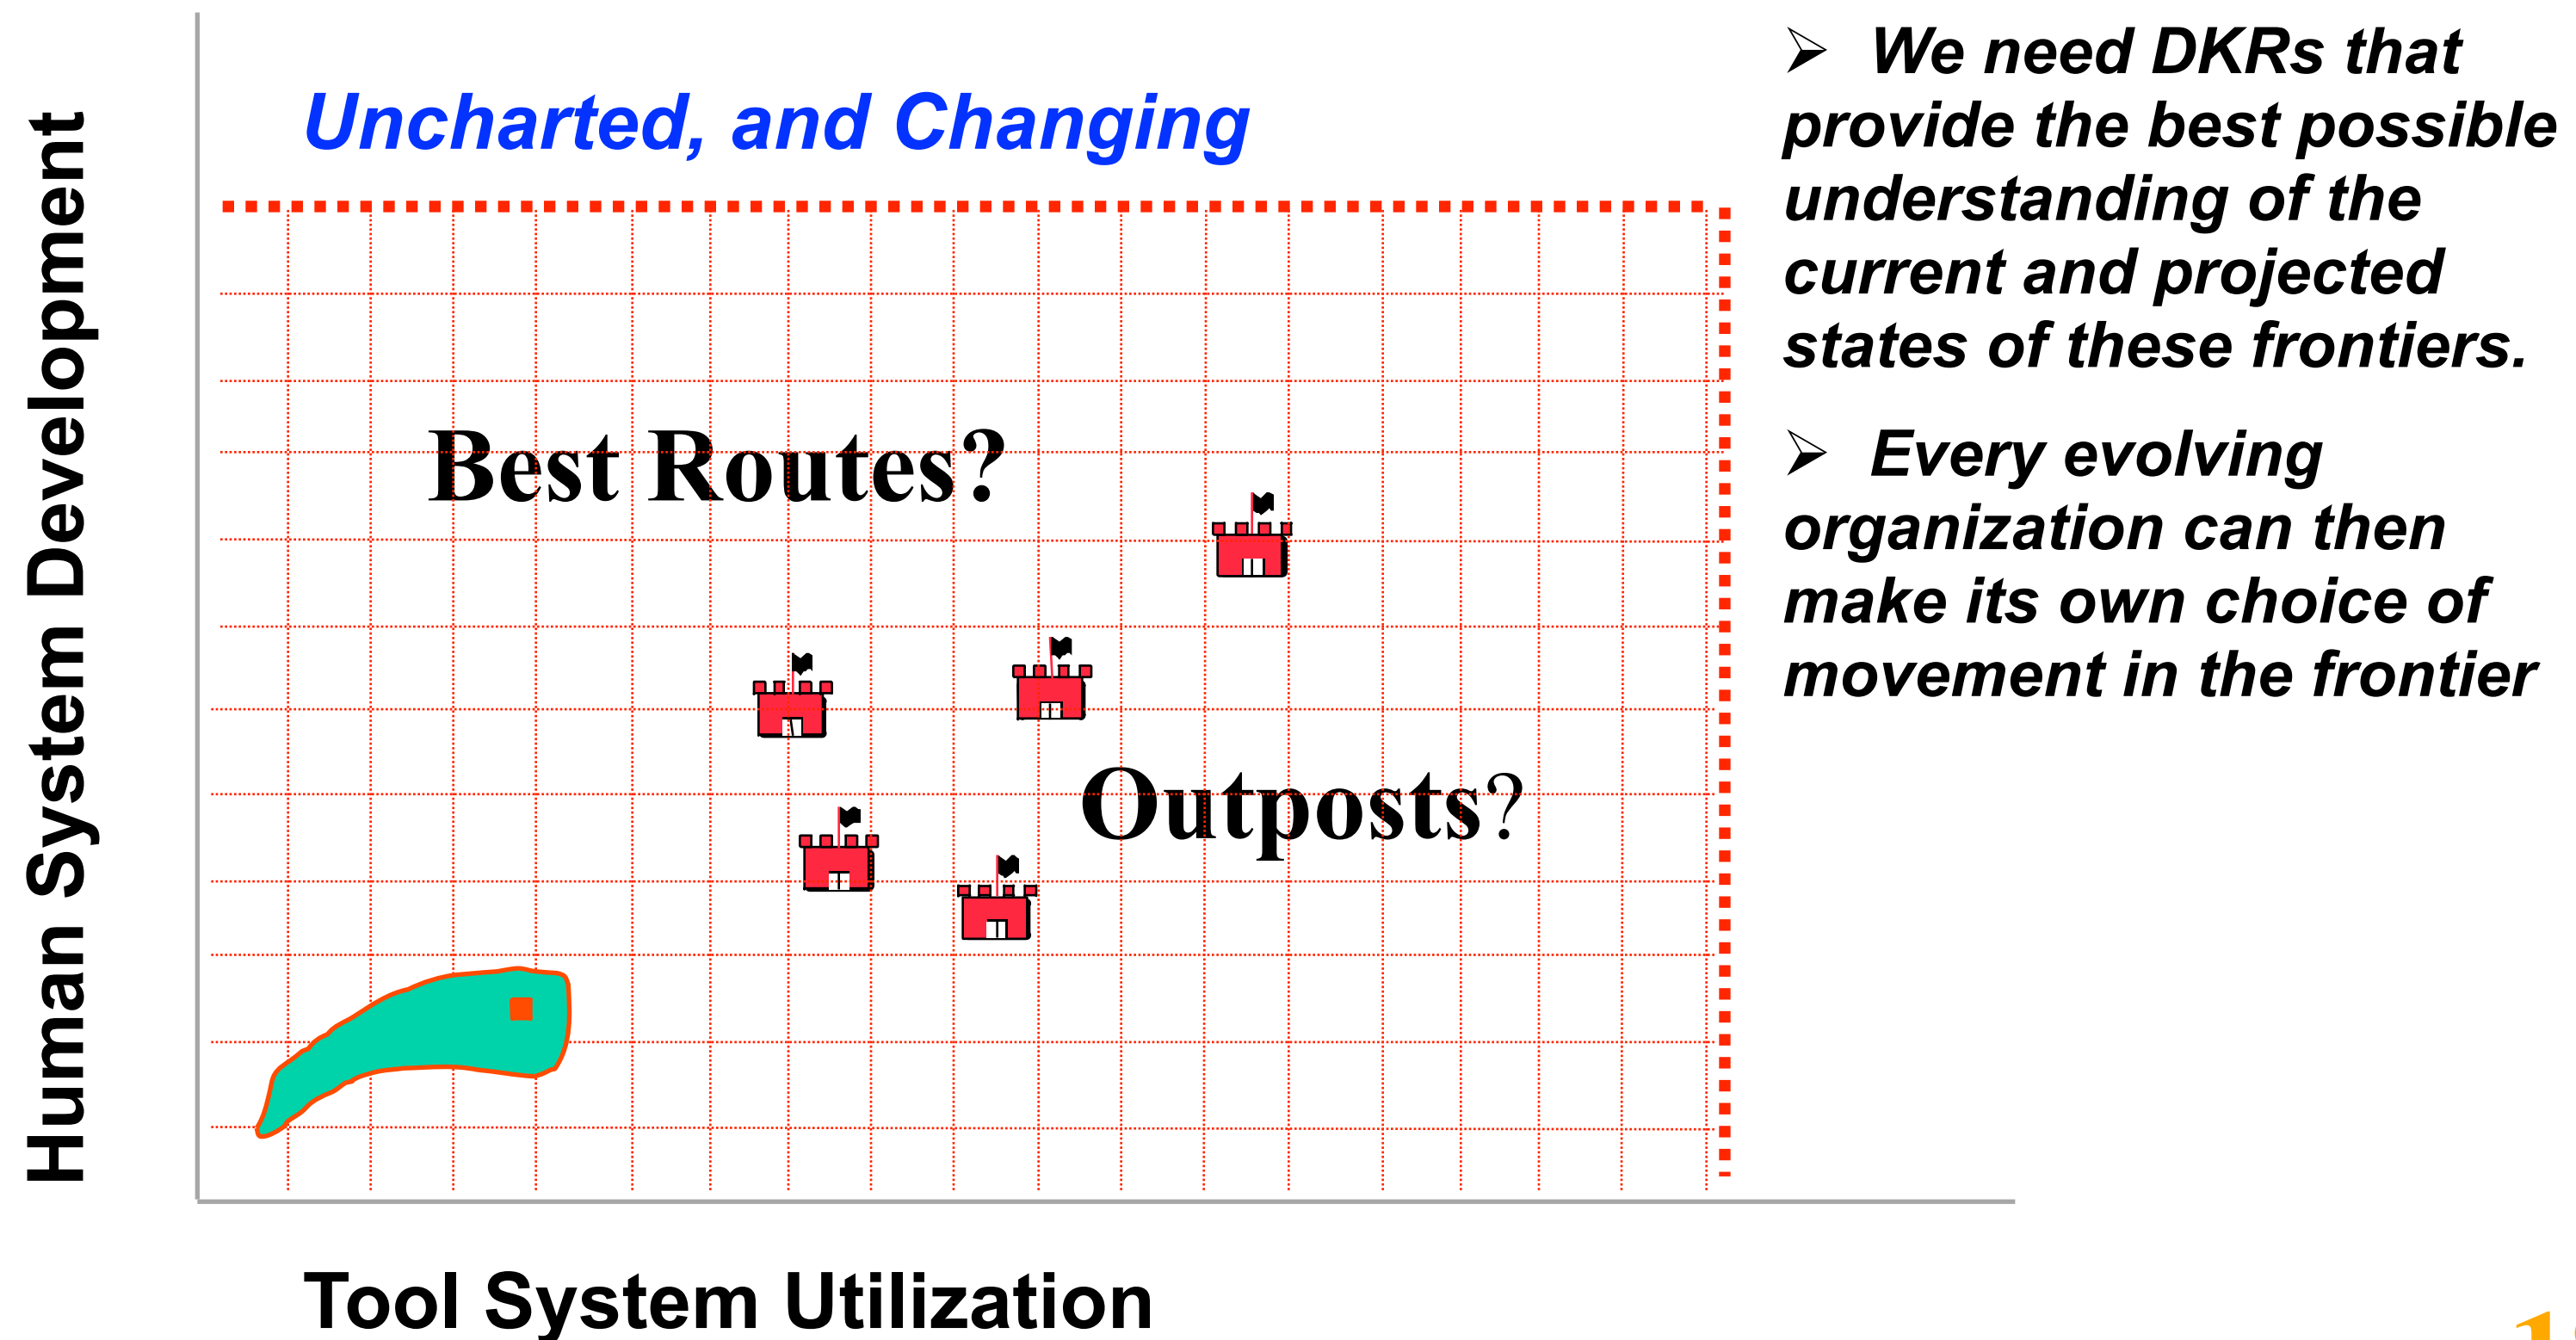 Human System Development
Uncharted, and Changing
Best Routes?
Outposts?
Tool System Utilization
➢ We need DKRs that
provide the best possible
understanding of the
current and projected
states of these frontiers.
➢ Every evolving
organization can then
make its own choice of
movement in the frontier